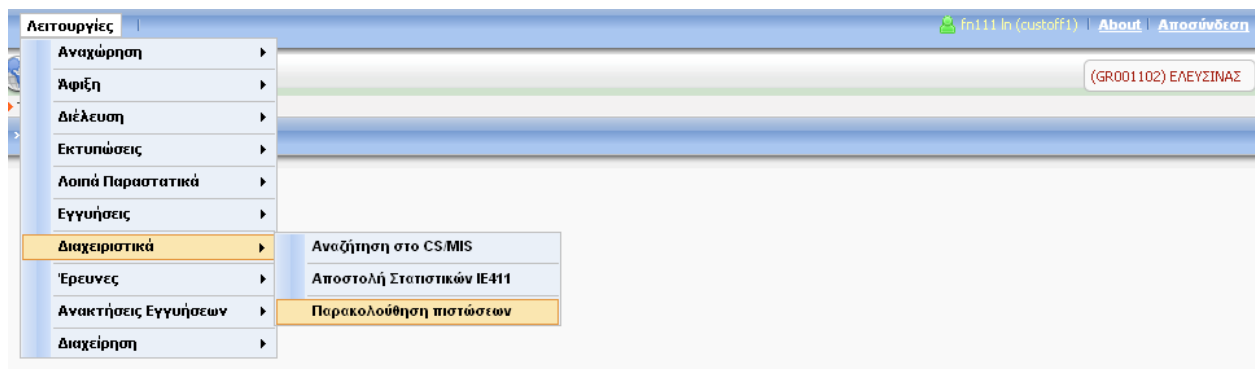 Λειτουργίες
fn111 ln (custoff1) About Αποσύνδεση
Αναχώρηση
(GR001102) ΕΛΕΥΣΙΝΑΣ
Άφιξη
Διέλευση
Εκτυπώσεις
Λοιπά Παραστατικά
Εγγυήσεις
Διαχειριστικά
Αναζήτηση στο CS/MIS
Έρευνες
Αποστολή Στατιστικών IE411
Ανακτήσεις Εγγυήσεων
Παρακολούθηση πιστώσεων
Διαχείρηση